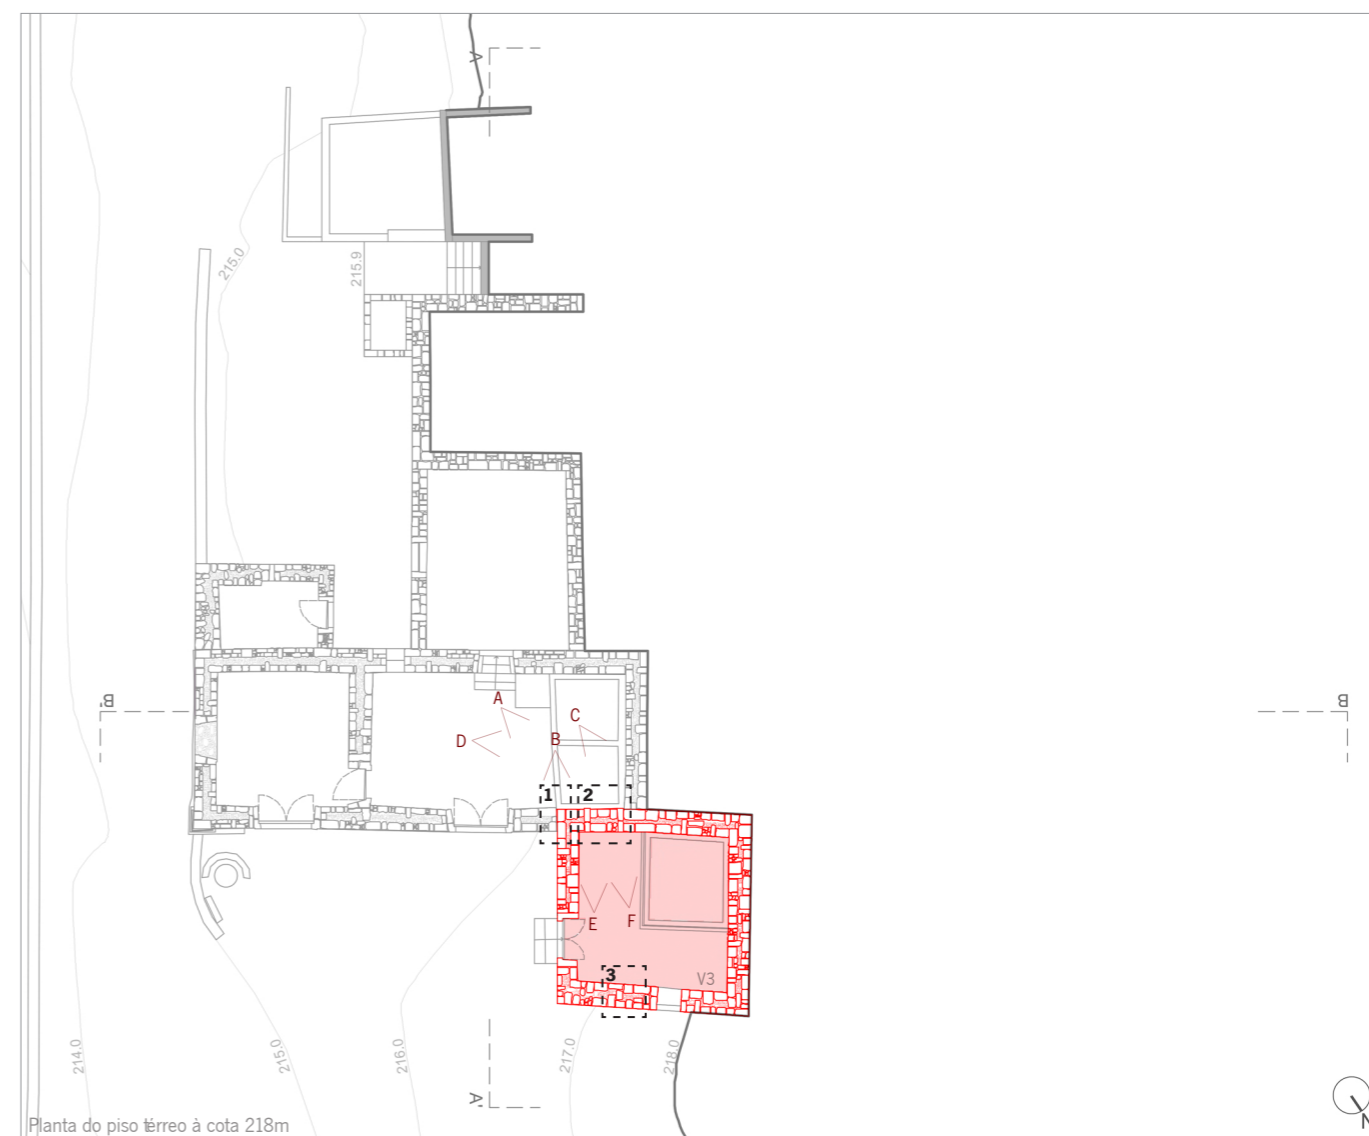 A
215.0
215.9
B'
B
A
C
D
B
1 2
E F
3
V3
214.0 215.0 216.0 217.0 218.0
A'
N
Planta do piso térreo à cota 218m